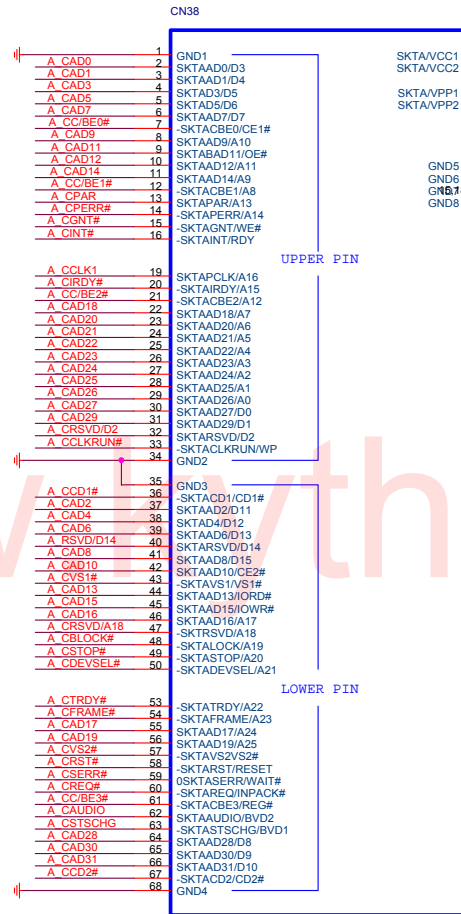 CN38
1 GND1 SKTA/VCC1
A_CAD0 2 SKTAAD0/D3 SKTA/VCC2
A_CAD1 3 SKTAAD1/D4
A_CAD3 4 SKTAD3/D5 SKTA/VPP1
A_CAD5 5 SKTAD5/D6 SKTA/VPP2
A_CAD7 6 SKTAAD7/D7
A_CC/BE0# 7 -SKTACBE0/CE1#
A_CAD9 8 SKTAAD9/A10
A_CAD11 9 SKTABAD11/OE#
A_CAD12 10 SKTAAD12/A11 GND5
A_CAD14 11 SKTAAD14/A9 GND6
A_CC/BE1# 12 -SKTACBE1/A8
A_CPAR 13 SKTAPAR/A13 GND8
A_CPERR# 14 -SKTAPERR/A14
A_CGNT# 15 -SKTAGNT/WE#
A_CINT# 16 -SKTAINT/RDY
UPPER PIN
A_CCLK1 19 SKTAPCLK/A16
A_CIRDY# 20 -SKTAIRDY/A15
A_CC/BE2# 21 -SKTACBE2/A12
A_CAD18 22 SKTAAD18/A7
A_CAD20 23 SKTAAD20/A6
A_CAD21 24 SKTAAD21/A5
A_CAD22 25 SKTAAD22/A4
A_CAD23 26 SKTAAD23/A3
A_CAD24 27 SKTAAD24/A2
A_CAD25 28 SKTAAD25/A1
A_CAD26 29 SKTAAD26/A0
A_CAD27 30 SKTAAD27/D0
A_CAD29 31 SKTAAD29/D1
A_CRSVD/D2 32 SKTARSVD/D2
A_CCLKRUN# 33 -SKTACLKRUN/WP
34 GND2
35 GND3
A_CCD1# 36 -SKTACD1/CD1#
A_CAD2 37 SKTAAD2/D11
A_CAD4 38 SKTAD4/D12
A_CAD6 39 SKTAAD6/D13
A_RSVD/D14 40 SKTARSVD/D14
A_CAD8 41 SKTAAD8/D15
A_CAD10 42 SKTAAD10/CE2#
A_CVS1# 43 -SKTAVS1/VS1#
A_CAD13 44 SKTAAD13/IORD#
A_CAD15 45 SKTAAD15/IOWR#
A_CAD16 46 SKTAAD16/A17
A_CRSVD/A18 47 -SKTRSVD/A18
A_CBLOCK# 48 -SKTALOCK/A19
A_CSTOP# 49 -SKTASTOP/A20
A_CDEVSEL# 50 -SKTADEVSEL/A21
LOWER PIN
A_CTRDY# 53 -SKTATRDY/A22
A_CFRAME# 54 -SKTAFRAME/A23
A_CAD17 55 SKTAAD17/A24
A_CAD19 56 SKTAAD19/A25
A_CVS2# 57 -SKTAVS2VS2#
A_CRST# 58 -SKTARST/RESET
A_CSERR# 59 0SKTASERR/WAIT#
A_CREQ# 60 -SKTAREQ/INPACK#
A_CC/BE3# 61 -SKTACBE3/REG#
A_CAUDIO 62 SKTAAUDIO/BVD2
A_CSTSCHG 63 -SKTASTSCHG/BVD1
A_CAD28 64 SKTAAD28/D8
A_CAD30 65 SKTAAD30/D9
A_CAD31 66 SKTAAD31/D10
A_CCD2# 67 -SKTACD2/CD2#
68 GND4